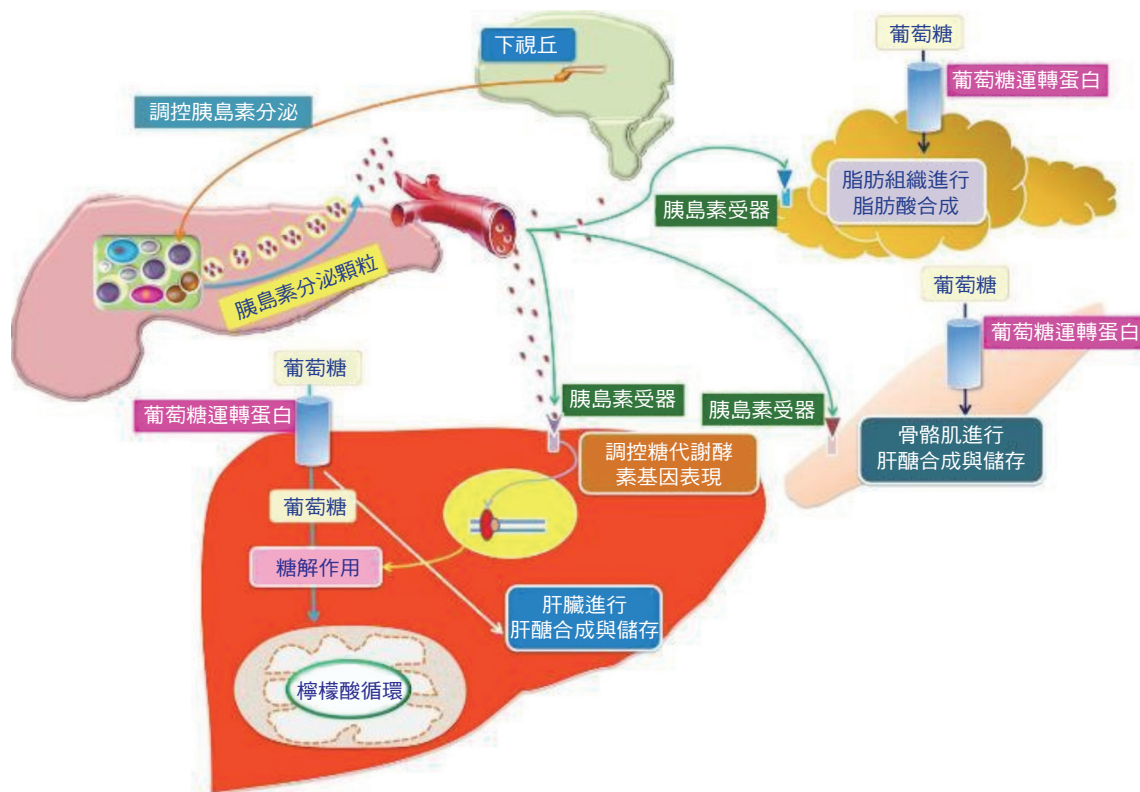 下視丘
葡萄糖
葡萄糖運轉蛋白
調控胰島素分泌
脂肪組織進行
脂肪酸合成
胰島素受器
胰島素分泌顆粒
葡萄糖
葡萄糖運轉蛋白
葡萄糖
葡萄糖運轉蛋白
胰島素受器
胰島素受器
骨骼肌進行
肝醣合成與儲存
調控糖代謝酵
素基因表現
葡萄糖
糖解作用
肝臟進行
肝醣合成與儲存
檸檬酸循環